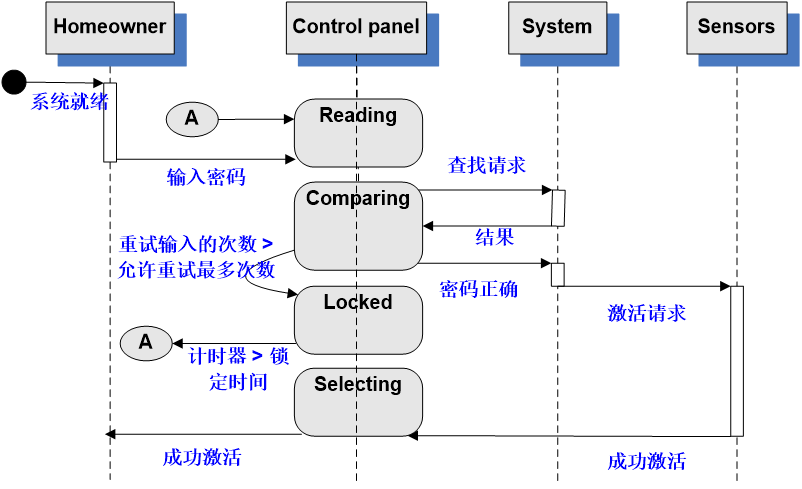 Homeowner
Control panel
System
Sensors
系统就绪
A
Reading
输入密码
查找请求
Comparing
结果
重试输入的次数 >
允许重试最多次数
密码正确
Locked
激活请求
A
计时器 > 锁
定时间
Selecting
成功激活
成功激活